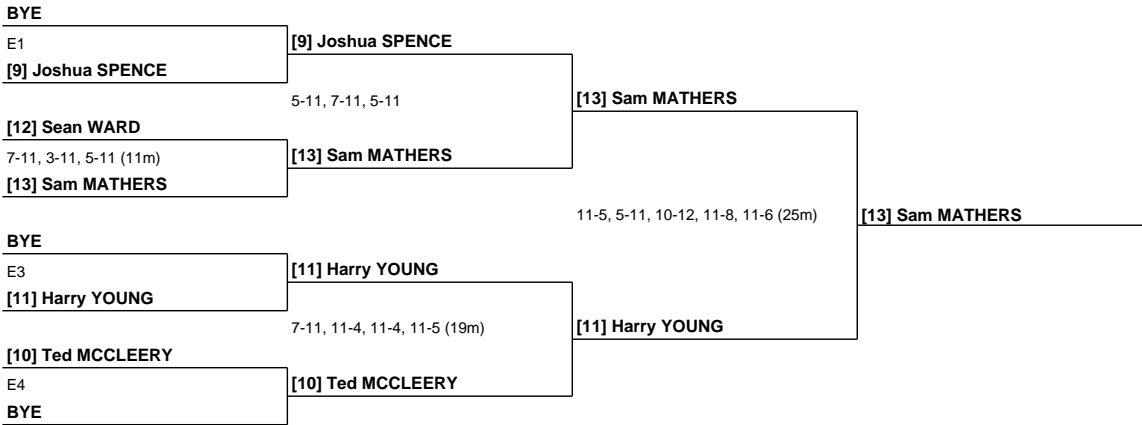 BYE
E1
[9] Joshua SPENCE
[9] Joshua SPENCE
5-11, 7-11, 5-11
[13] Sam MATHERS
[12] Sean WARD
7-11, 3-11, 5-11 (11m)
[13] Sam MATHERS
[13] Sam MATHERS
11-5, 5-11, 10-12, 11-8, 11-6 (25m)
[13] Sam MATHERS
BYE
E3
[11] Harry YOUNG
[11] Harry YOUNG
7-11, 11-4, 11-4, 11-5 (19m)
[11] Harry YOUNG
[10] Ted MCCLEERY
E4
[10] Ted MCCLEERY
BYE